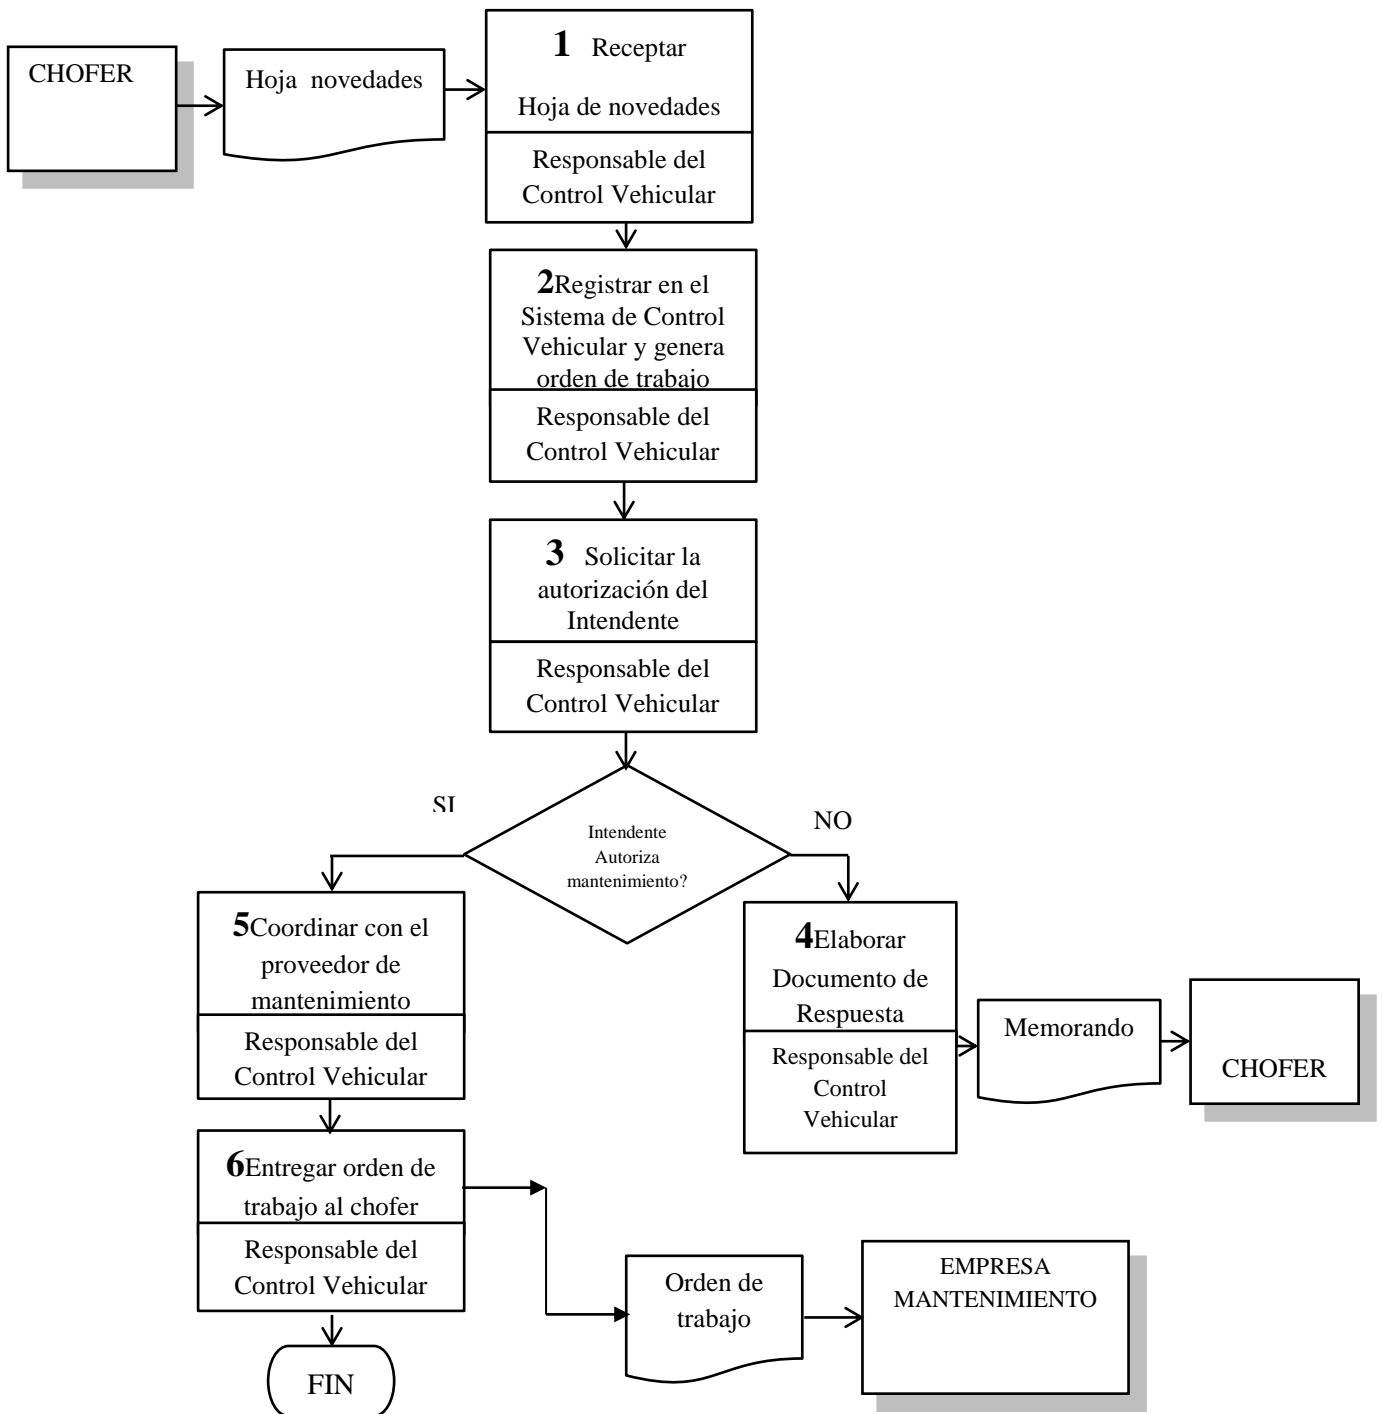 CHOFER
Hoja novedades
1 Receptar
Hoja de novedades
Responsable del
Control Vehicular
2Registrar en el
Sistema de Control
Vehicular y genera
orden de trabajo
Responsable del
Control Vehicular
3 Solicitar la
autorización del
Intendente
Responsable del
Control Vehicular
SI
NO
Intendente
Autoriza
mantenimiento?
5Coordinar con el
proveedor de
mantenimiento
Responsable del
Control Vehicular
4Elaborar
Documento de
Respuesta
Responsable del
Control
Vehicular
Memorando
CHOFER
6Entregar orden de
trabajo al chofer
Responsable del
Control Vehicular
Orden de
trabajo
EMPRESA
MANTENIMIENTO
FIN